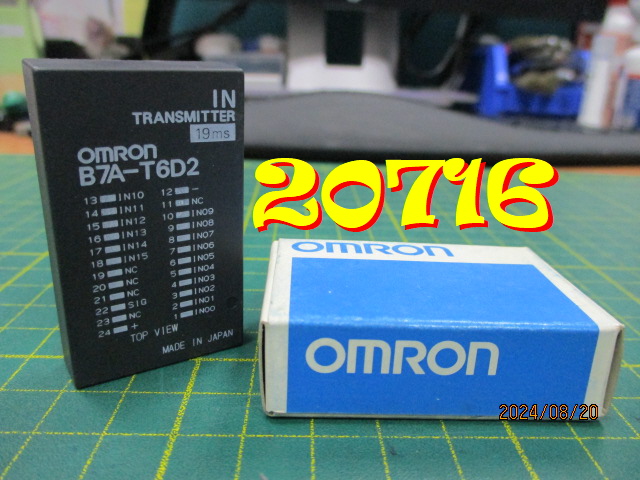 IN
TRANSMITTER
19ms
OMRON
B7A-T6D2
13 IN10 12 -
14 IN11 11 NC
15 IN12 10 IN09
16 IN13 9 IN08
17 IN14 8 IN07
18 IN15 7 IN06
19 NC 6 IN05
20 NC 5 IN04
21 NC 4 IN03
22 SIG 3 IN02
23 NC 2 IN01
24 + 1 IN00
TOP VIEW
MADE IN JAPAN
20716
OMRON
OMRON
2024/08/20